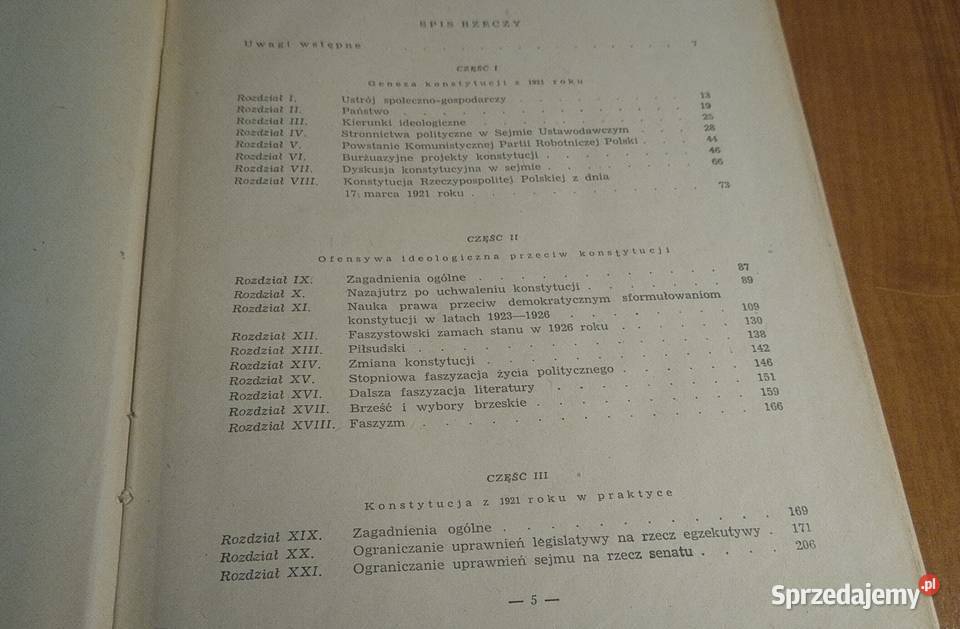 SPIS RZECZY
Uwagi wstępne . . . . . . . . . . 7
CZĘŚĆ I
Geneza konstytucji z 1921 roku
Rozdział I. Ustrój społeczno-gospodarczy . . . . . . . . 13
Rozdział II. Państwo . . . . . . . . . . 19
Rozdział III. Kierunki ideologiczne . . . . . . . . . 25
Rozdział IV. Stronnictwa polityczne w Sejmie Ustawodawczym . . . . 28
Rozdział V. Powstanie Komunistycznej Partii Robotniczej Polski . . . . 44
Rozdział VI. Burżuazyjne projekty konstytucji . . . . . . . 46
Rozdział VII. Dyskusja konstytucyjna w sejmie . . . . . . . 66
Rozdział VIII. Konstytucja Rzeczypospolitej Polskiej z dnia
17 marca 1921 roku . . . . . . . . . . 73
CZĘŚĆ II
Ofensywa ideologiczna przeciw konstytucji
Rozdział IX. Zagadnienia ogólne . . . . . . . . . 87
Rozdział X. Nazajutrz po uchwaleniu konstytucji . . . . . 89
Rozdział XI. Nauka prawa przeciw demokratycznym sformułowaniom
konstytucji w latach 1923—1926 . . . . . . 109
Rozdział XII. Faszystowski zamach stanu w 1926 roku . . . . . 130
Rozdział XIII. Piłsudski . . . . . . . . . . . 138
Rozdział XIV. Zmiana konstytucji . . . . . . . . . 142
Rozdział XV. Stopniowa faszyzacja życia politycznego . . . . . 146
Rozdział XVI. Dalsza faszyzacja literatury . . . . . . . 151
Rozdział XVII. Brześć i wybory brzeskie . . . . . . . . 159
Rozdział XVIII. Faszyzm . . . . . . . . . . . . 166
CZĘŚĆ III
Konstytucja z 1921 roku w praktyce
Rozdział XIX. Zagadnienia ogólne . . . . . . . . . . 169
Rozdział XX. Ograniczanie uprawnień legislatywy na rzecz egzekutywy . 171
Rozdział XXI. Ograniczanie uprawnień sejmu na rzecz senatu . . . . 206
— 5 —
Sprzedajemy.pl